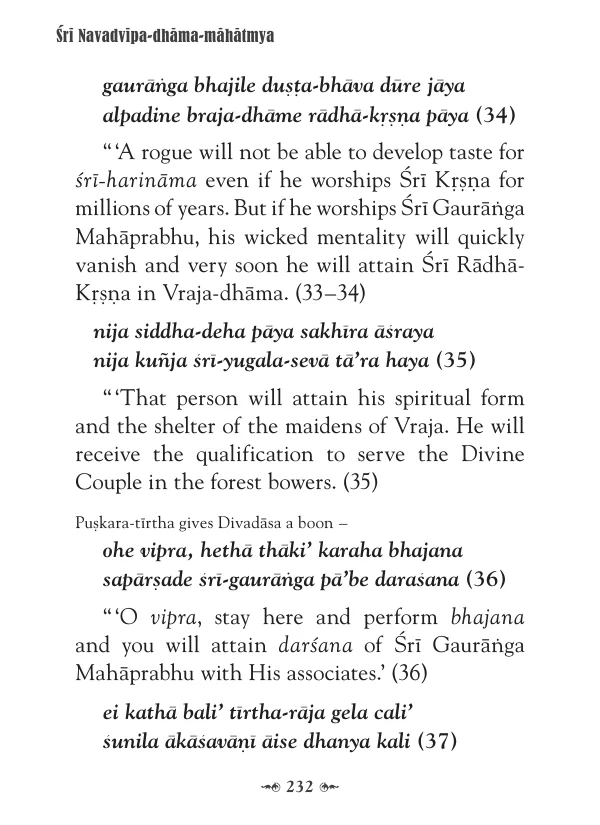 Śrī Navadvīpa-dhāma-māhātmya
gaurāṅga bhajile duṣṭa-bhāva dūre jāya
alpadine braja-dhāme rādhā-kṛṣṇa pāya (34)
“ ‘A rogue will not be able to develop taste for
śrī-harināma even if he worships Śrī Kṛṣṇa for
millions of years. But if he worships Śrī Gaurāṅga
Mahāprabhu, his wicked mentality will quickly
vanish and very soon he will attain Śrī Rādhā-
Kṛṣṇa in Vraja-dhāma. (33–34)
nija siddha-deha pāya sakhīra āśraya
nija kuñja śrī-yugala-sevā tā’ra haya (35)
“ ‘That person will attain his spiritual form
and the shelter of the maidens of Vraja. He will
receive the qualification to serve the Divine
Couple in the forest bowers. (35)
Puṣkara-tīrtha gives Divadāsa a boon –
ohe vipra, hethā thāki’ karaha bhajana
sapārṣade śrī-gaurāṅga pā’be daraśana (36)
“ ‘O vipra, stay here and perform bhajana
and you will attain darśana of Śrī Gaurāṅga
Mahāprabhu with His associates.’ (36)
ei kathā bali’ tīrtha-rāja gela cali’
śunila ākāśavāṇī āise dhanya kali (37)
232